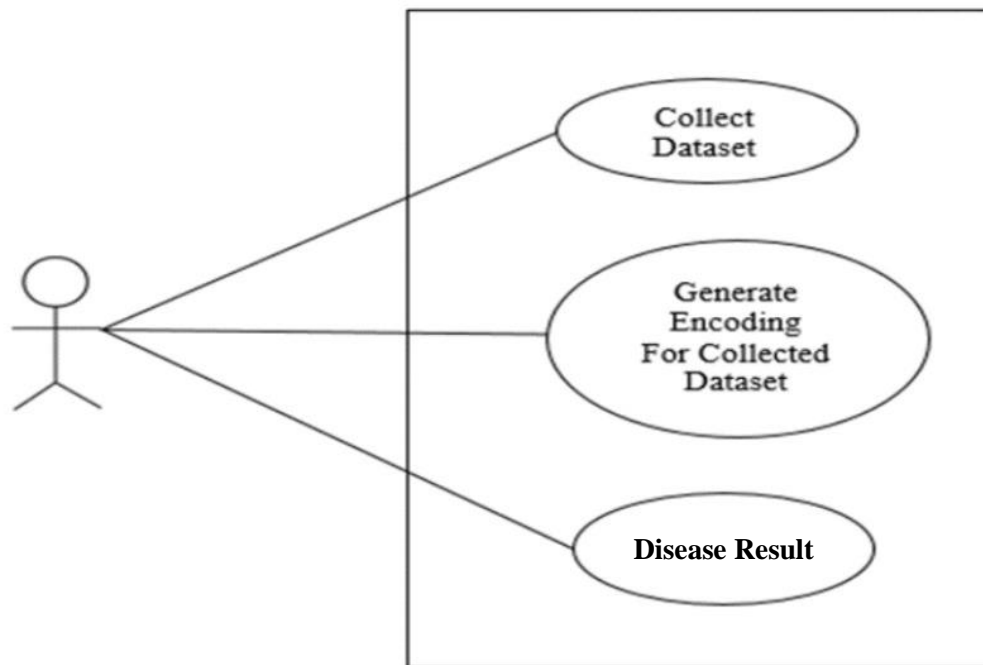 Collect
Dataset
Generate
Encoding
For Collected
Dataset
Disease Result